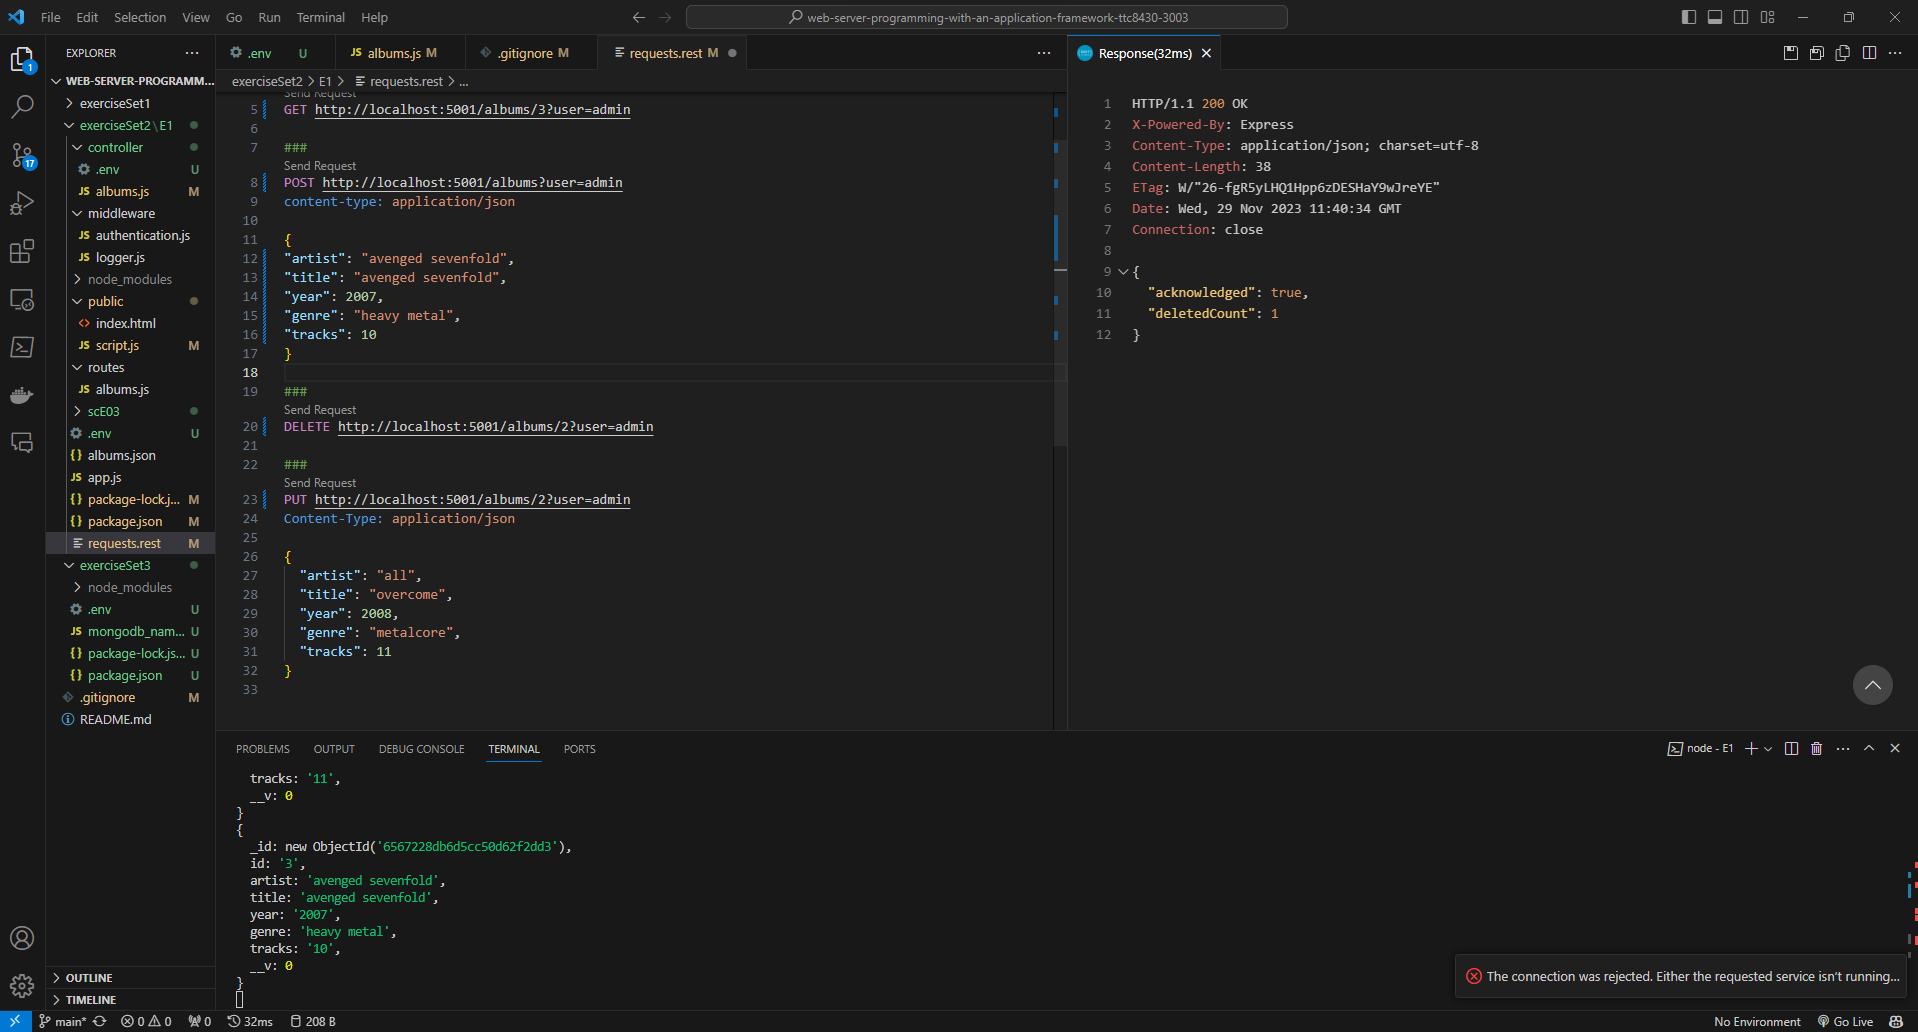 File Edit Selection View Go Run Terminal Help
web-server-programming-with-an-application-framework-ttc8430-3003
EXPLORER
WEB-SERVER-PROGRAMM...
exerciseSet1
exerciseSet2\E1
controller
.env U
JS albums.js M
middleware
JS authentication.js
JS logger.js
node_modules
public
<> index.html
JS script.js M
routes
JS albums.js
scE03
.env U
{} albums.json
JS app.js
{} package-lock.j... M
{} package.json M
requests.rest M
exerciseSet3
node_modules
.env U
JS mongodb_nam... U
{} package-lock.js... U
{} package.json U
.gitignore M
README.md
OUTLINE
TIMELINE
1
17
.env U
JS albums.js M
.gitignore M
requests.rest M
exerciseSet2 > E1 > requests.rest > ...
Send Request
5 GET http://localhost:5001/albums/3?user=admin
6
7 ###
Send Request
8 POST http://localhost:5001/albums?user=admin
9 content-type: application/json
10
11 {
12 "artist": "avenged sevenfold",
13 "title": "avenged sevenfold",
14 "year": 2007,
15 "genre": "heavy metal",
16 "tracks": 10
17 }
18
19 ###
Send Request
20 DELETE http://localhost:5001/albums/2?user=admin
21
22 ###
Send Request
23 PUT http://localhost:5001/albums/2?user=admin
24 Content-Type: application/json
25
26 {
27 "artist": "all",
28 "title": "overcome",
29 "year": 2008,
30 "genre": "metalcore",
31 "tracks": 11
32 }
33
Response(32ms)
1 HTTP/1.1 200 OK
2 X-Powered-By: Express
3 Content-Type: application/json; charset=utf-8
4 Content-Length: 38
5 ETag: W/"26-fgR5yLHQ1Hpp6zDESHaY9wJreYE"
6 Date: Wed, 29 Nov 2023 11:40:34 GMT
7 Connection: close
8
9 {
10 "acknowledged": true,
11 "deletedCount": 1
12 }
PROBLEMS OUTPUT DEBUG CONSOLE TERMINAL PORTS
node - E1
tracks: '11',
__v: 0
}
{
_id: new ObjectId('6567228db6d5cc50d62f2dd3'),
id: '3',
artist: 'avenged sevenfold',
title: 'avenged sevenfold',
year: '2007',
genre: 'heavy metal',
tracks: '10',
__v: 0
}
The connection was rejected. Either the requested service isn't running...
main* 0 0 0 32ms 208 B
No Environment Go Live